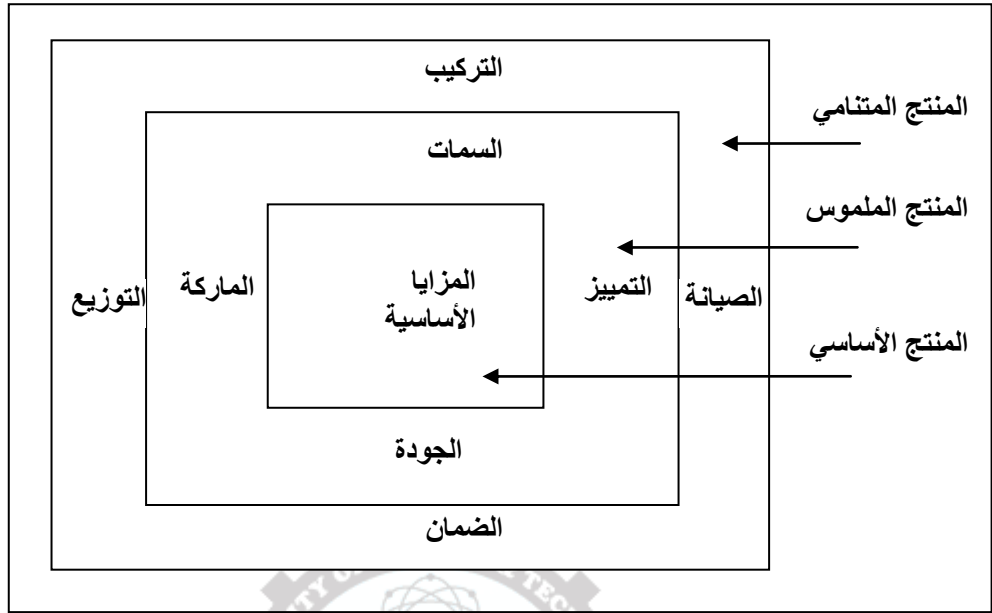 التركيب
المنتج المتنامي
السمات
المنتج الملموس
المزايا
الأساسية
التمييز
الماركة
الصيانة
التوزيع
المنتج الأساسي
الجودة
الضمان